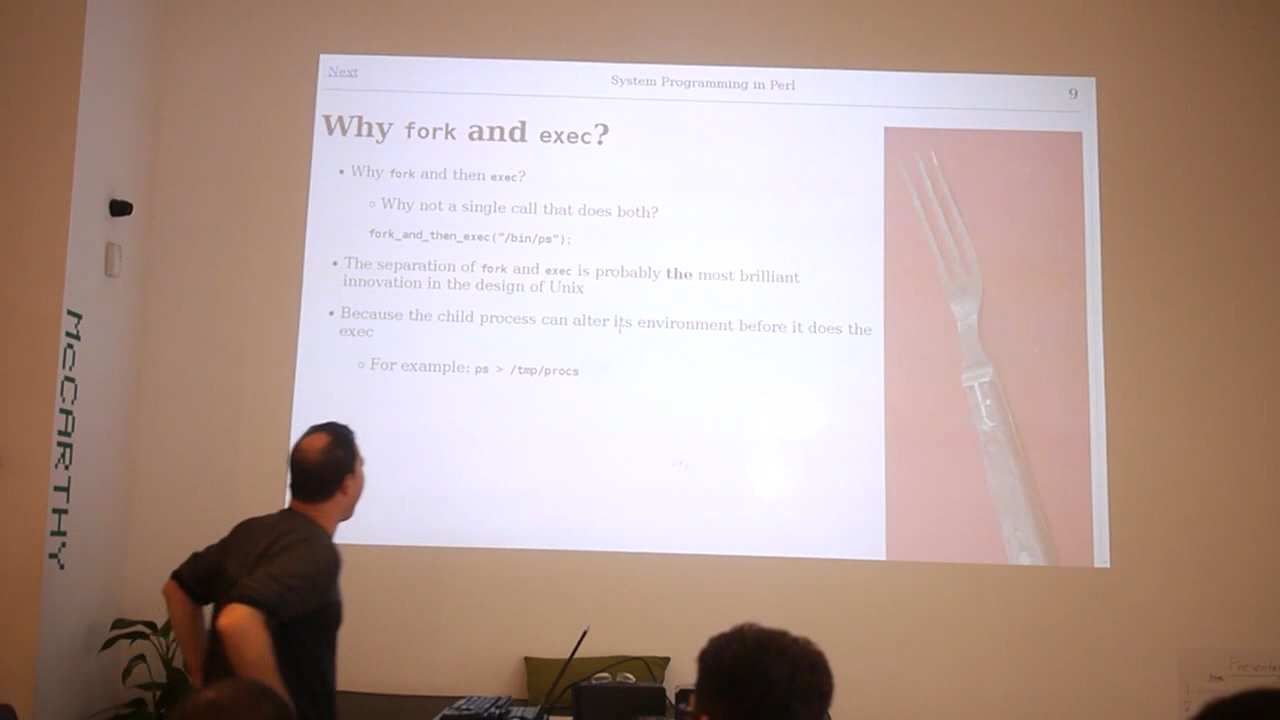 Next
System Programming in Perl
9
Why fork and exec?
• Why fork and then exec?
○ Why not a single call that does both?
fork_and_then_exec("/bin/ps");
• The separation of fork and exec is probably the most brilliant
innovation in the design of Unix
• Because the child process can alter its environment before it does the
exec
○ For example: ps > /tmp/procs
McCARTHY